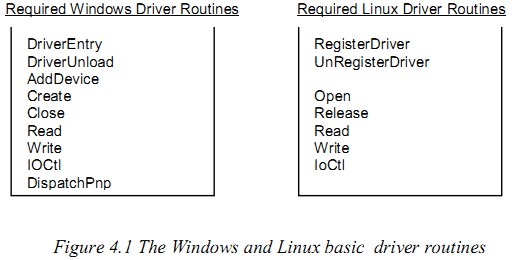 Required Windows Driver Routines
DriverEntry
DriverUnload
AddDevice
Create
Close
Read
Write
IOCtl
DispatchPnp
Required Linux Driver Routines
RegisterDriver
UnRegisterDriver
Open
Release
Read
Write
IoCtl
Figure 4.1 The Windows and Linux basic driver routines